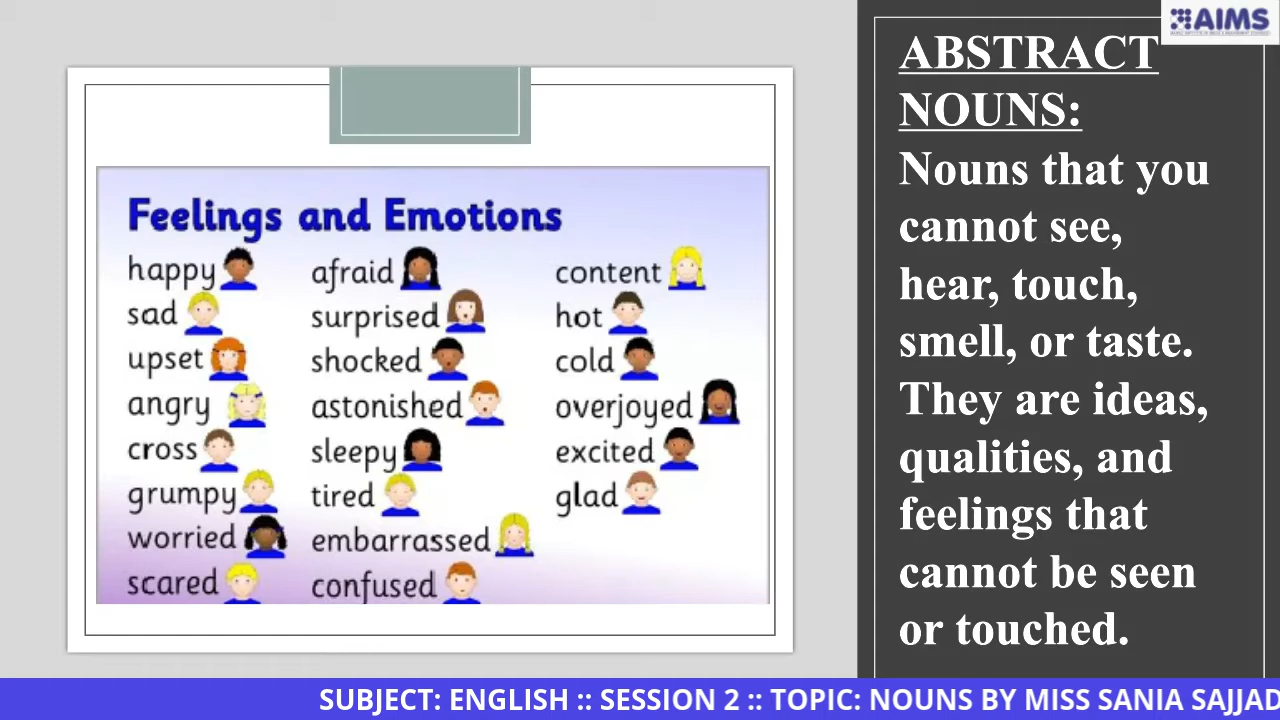 AIMS
ABSTRACT
NOUNS:
Nouns that you
cannot see,
hear, touch,
smell, or taste.
They are ideas,
qualities, and
feelings that
cannot be seen
or touched.
Feelings and Emotions
happy
sad
upset
angry
cross
grumpy
worried
scared
afraid
surprised
shocked
astonished
sleepy
tired
embarrassed
confused
content
hot
cold
overjoyed
excited
glad
SUBJECT: ENGLISH :: SESSION 2 :: TOPIC: NOUNS BY MISS SANIA SAJJAD